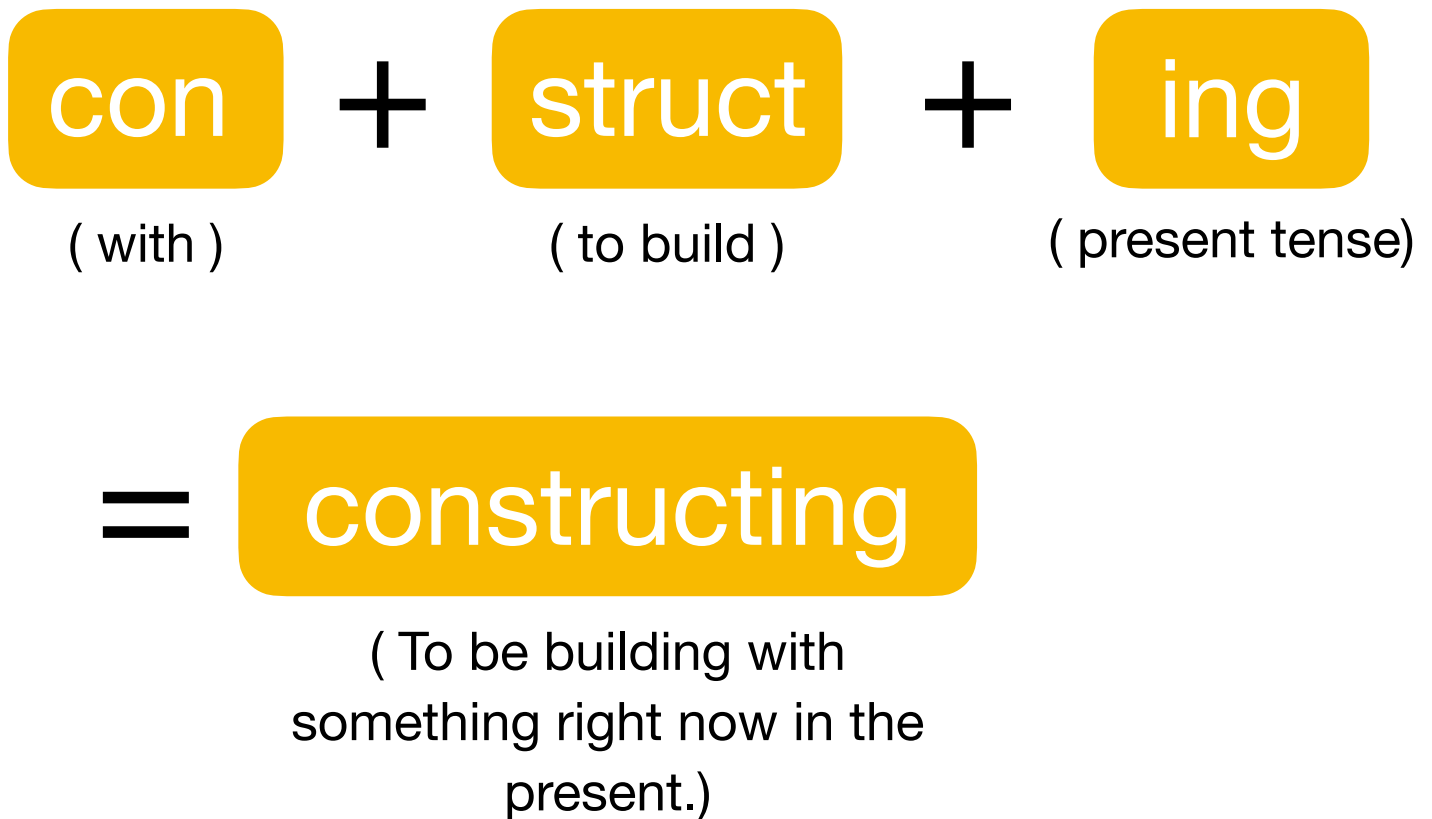 con + struct + ing
( with ) ( to build ) ( present tense)
= constructing
( To be building with
something right now in the
present.)